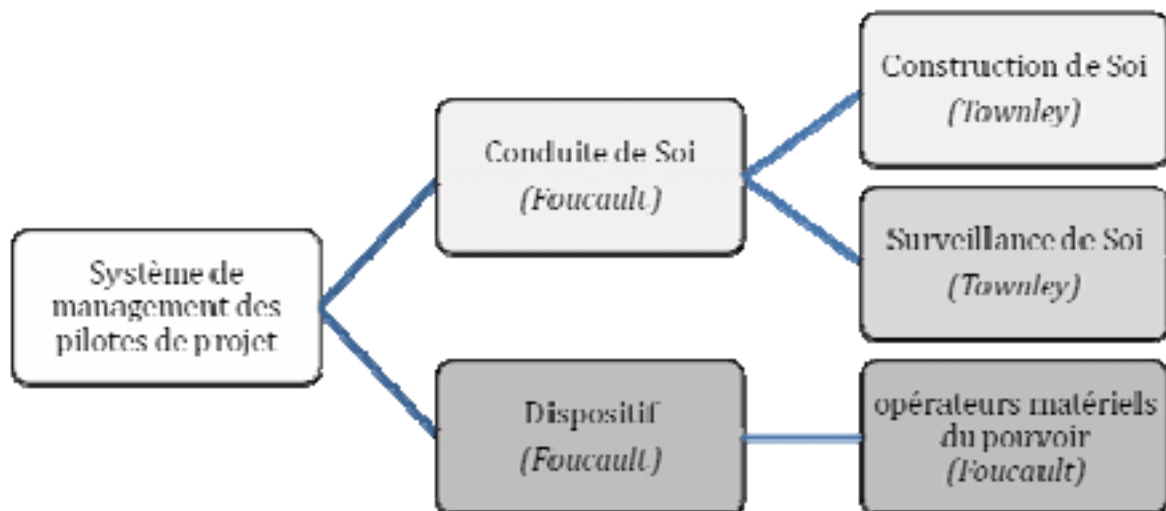 Système de
management des
pilotes de projet
Conduite de Soi
(Foucault)
Dispositif
(Foucault)
Construction de Soi
(Townley)
Surveillance de Soi
(Townley)
opérateurs matériels
du pouvoir
(Foucault)